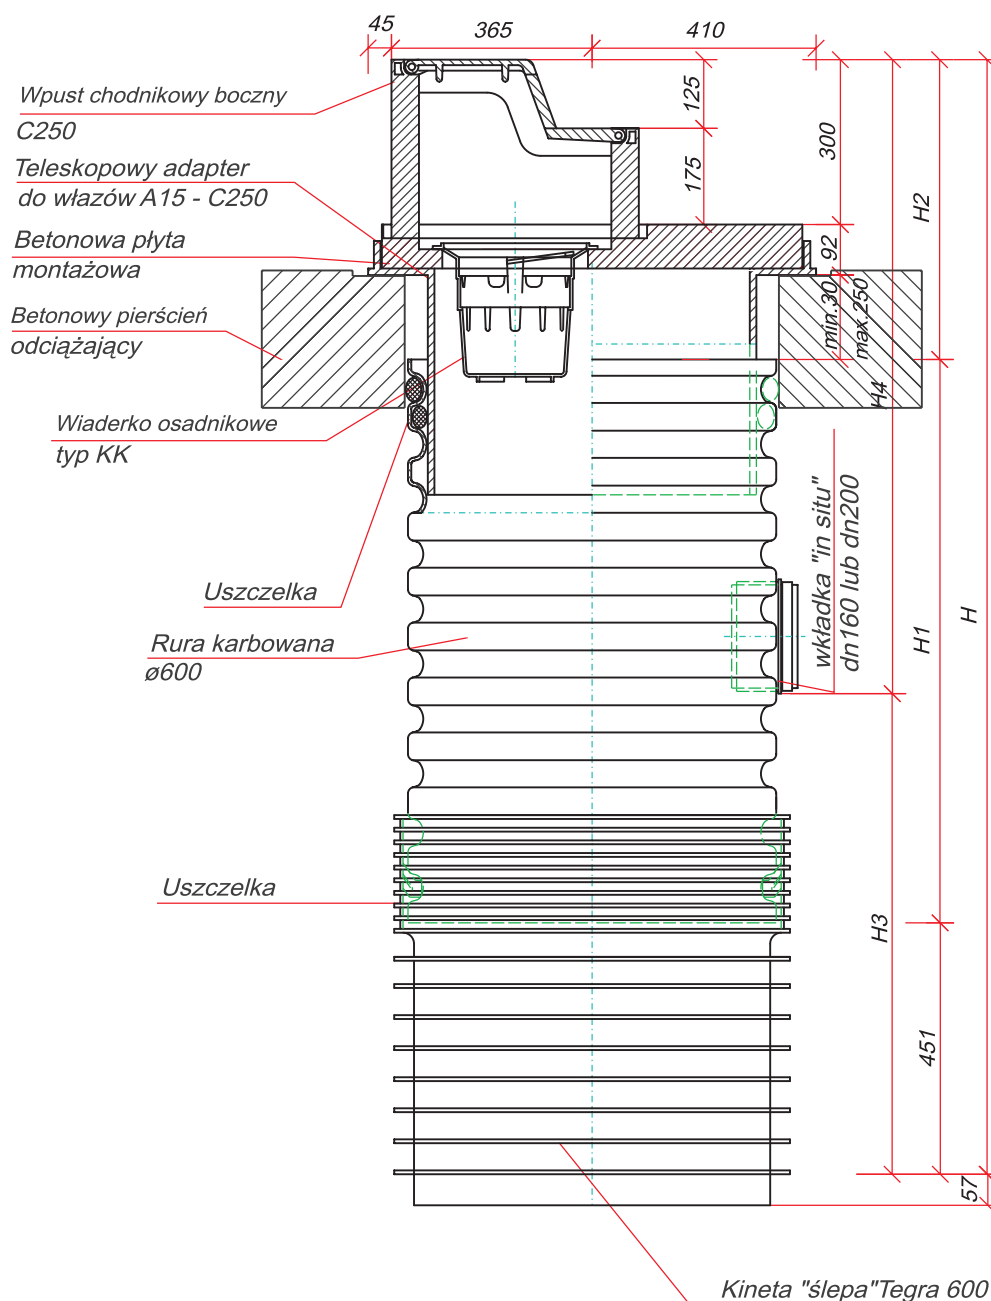 45
365
410
Wpust chodnikowy boczny
C250
125
300
Teleskopowy adapter
do włazów A15 - C250
175
H2
Betonowa płyta
montażowa
92
Betonowy pierścień
odciążający
min.30
max.250
H4
Wiaderko osadnikowe
typ KK
wkładka "in situ"
dn160 lub dn200
Uszczelka
Rura karbowana
ø600
H1
H
Uszczelka
H3
451
57
Kineta "ślepa"Tegra 600